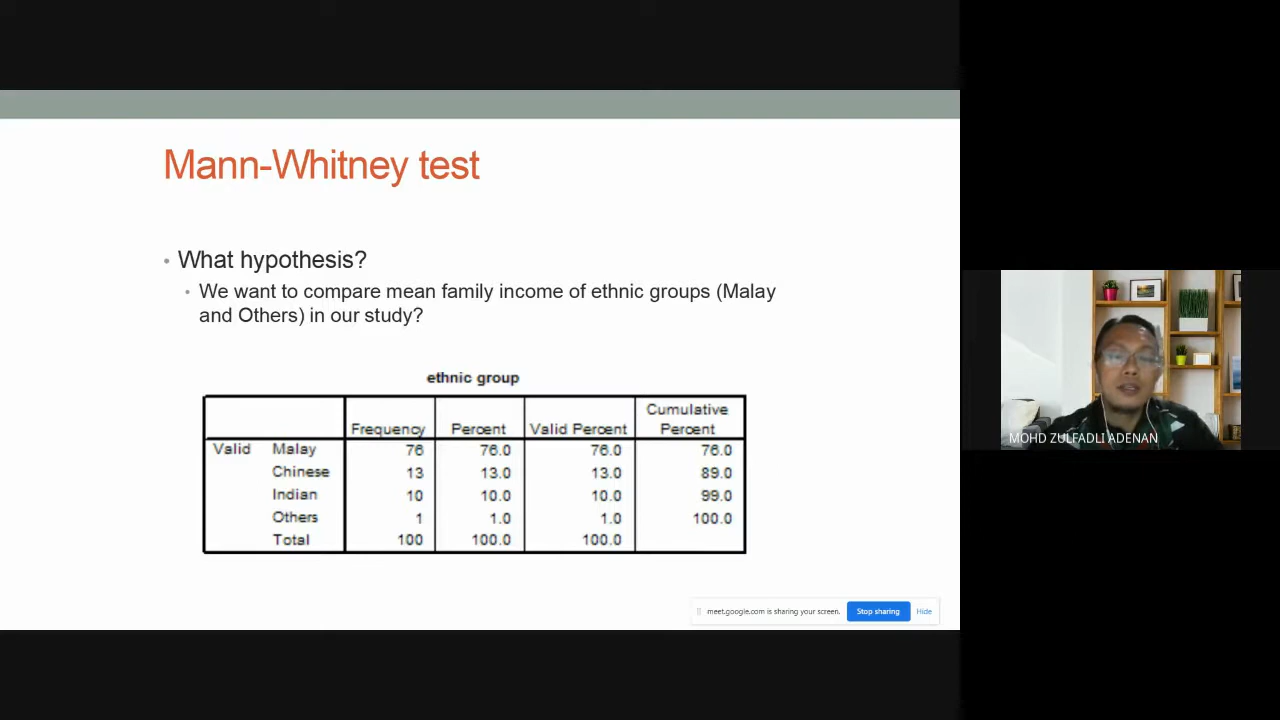 Mann-Whitney test
• What hypothesis?
• We want to compare mean family income of ethnic groups (Malay
and Others) in our study?
ethnic group
Frequency Percent Valid Percent Cumulative Percent
Valid Malay 76 76.0 76.0 76.0
Chinese 13 13.0 13.0 89.0
Indian 10 10.0 10.0 99.0
Others 1 1.0 1.0 100.0
Total 100 100.0 100.0
meet.google.com is sharing your screen. Stop sharing Hide
MOHD ZULFADLI ADENAN